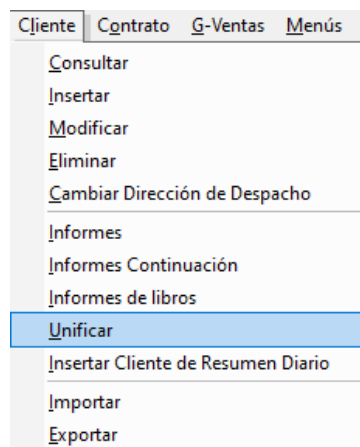 Cliente Contrato G-Ventas Menús
Consultar
Insertar
Modificar
Eliminar
Cambiar Dirección de Despacho
Informes
Informes Continuación
Informes de libros
Unificar
Insertar Cliente de Resumen Diario
Importar
Exportar